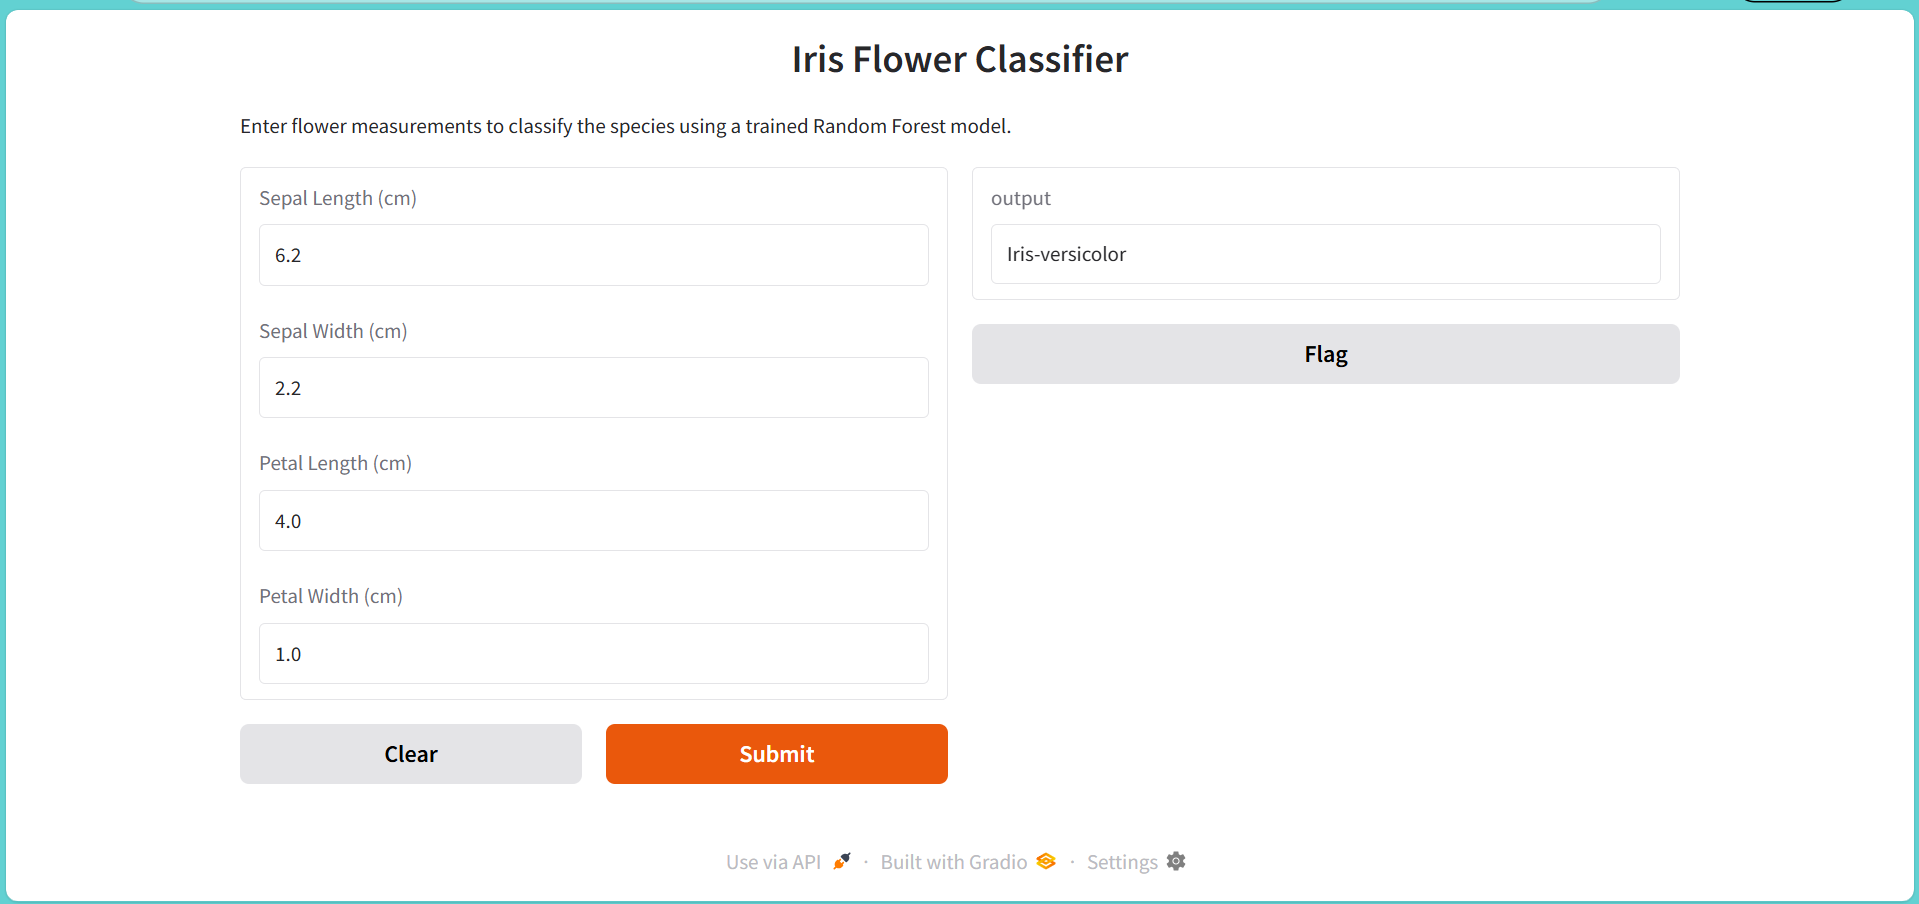 Iris Flower Classifier
Enter flower measurements to classify the species using a trained Random Forest model.
Sepal Length (cm)
6.2
Sepal Width (cm)
2.2
Petal Length (cm)
4.0
Petal Width (cm)
1.0
Clear
Submit
output
Iris-versicolor
Flag
Use via API · Built with Gradio · Settings